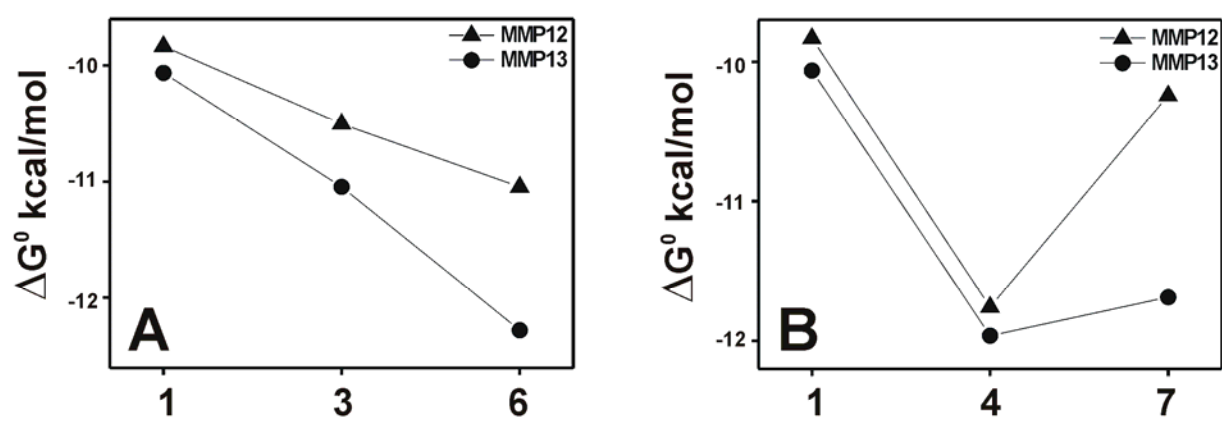 MMP12
MMP13
-10
-11
-12
ΔG⁰ kcal/mol
A
1 3 6
MMP12
MMP13
-10
-11
-12
ΔG⁰ kcal/mol
B
1 4 7